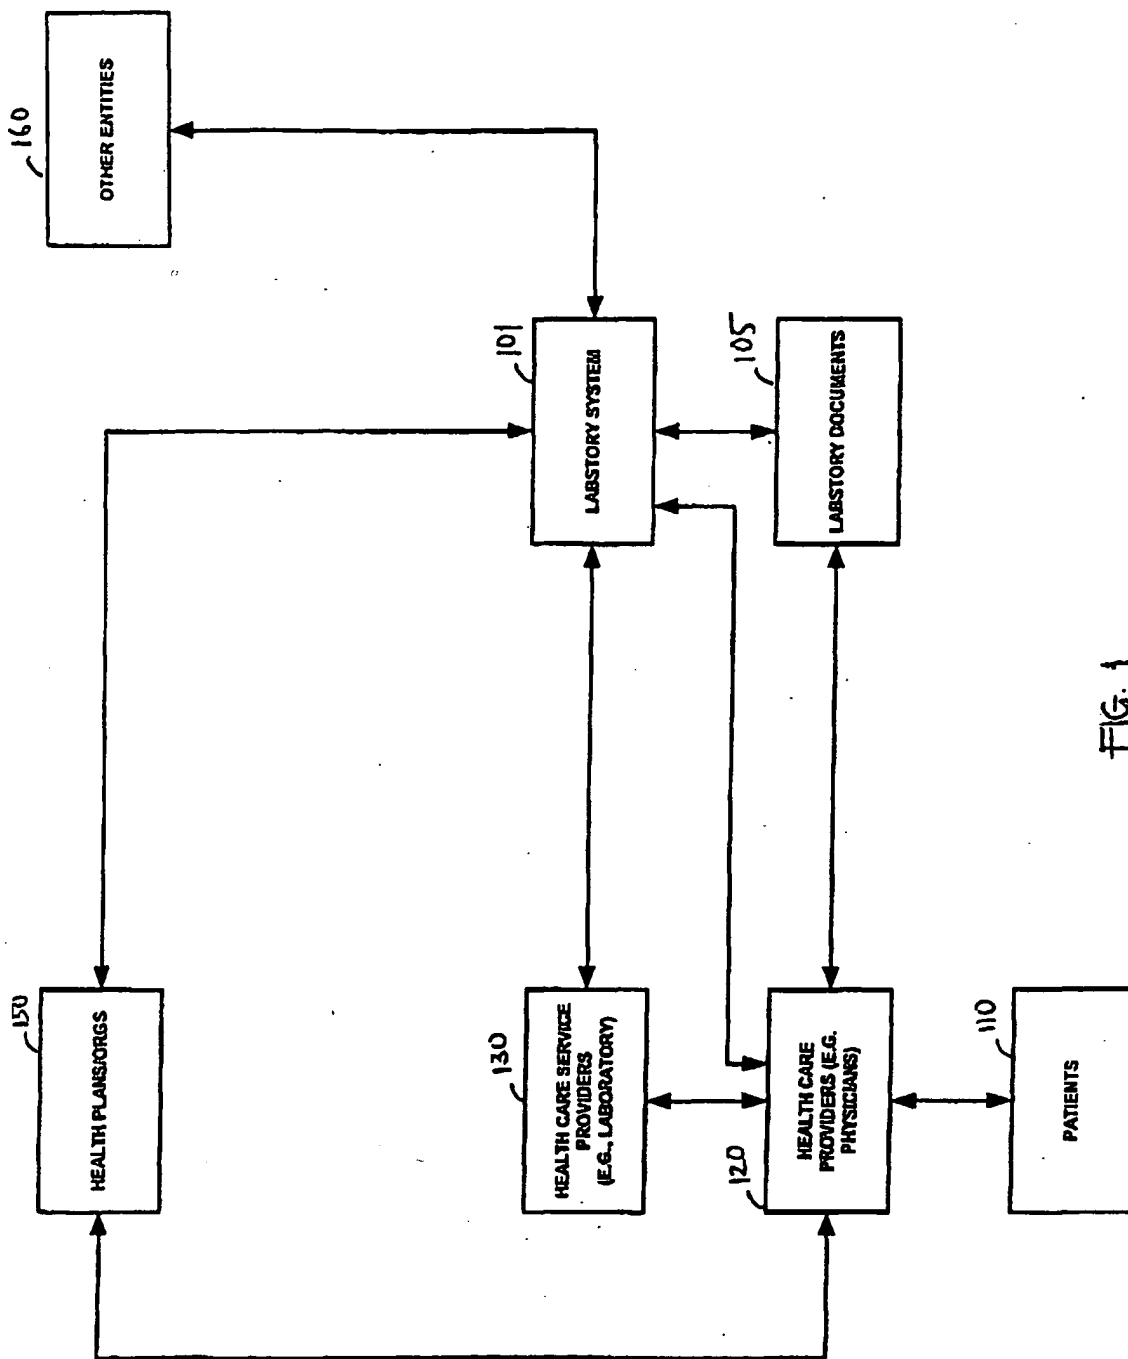 150
HEALTH PLANS/ORGS
160
OTHER ENTITIES
130
HEALTH CARE SERVICE
PROVIDERS
(E.G., LABORATORY)
101
LABSTORY SYSTEM
120
HEALTH CARE
PROVIDERS (E.G.
PHYSICIANS)
105
LABSTORY DOCUMENTS
110
PATIENTS
FIG. 1